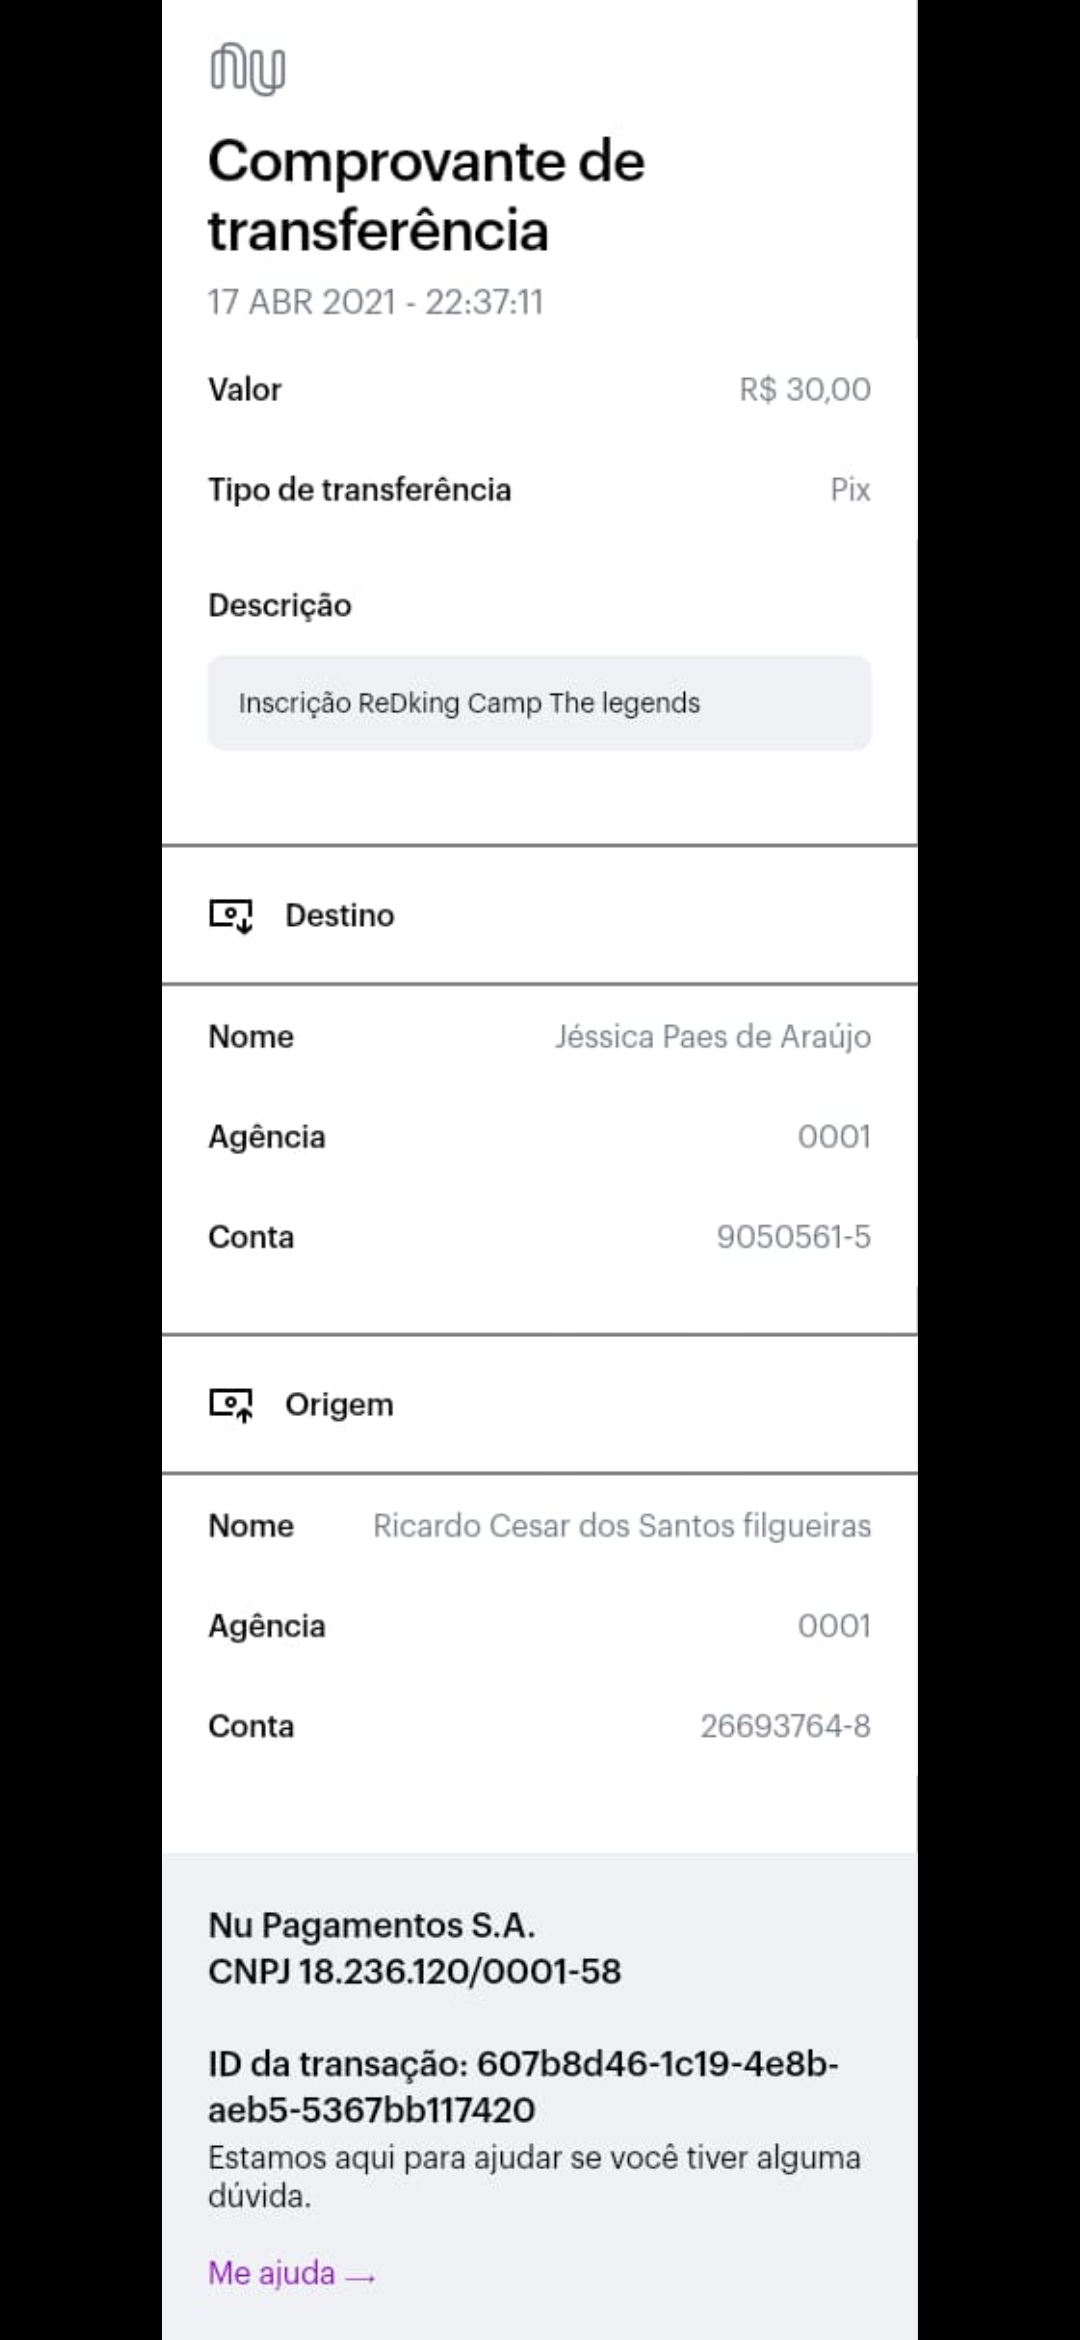 nu
Comprovante de
transferência
17 ABR 2021 - 22:37:11
Valor R$ 30,00
Tipo de transferência Pix
Descrição
Inscrição ReDking Camp The legends
Destino
Nome Jéssica Paes de Araújo
Agência 0001
Conta 9050561-5
Origem
Nome Ricardo Cesar dos Santos filgueiras
Agência 0001
Conta 26693764-8
Nu Pagamentos S.A.
CNPJ 18.236.120/0001-58
ID da transação: 607b8d46-1c19-4e8b-
aeb5-5367bb117420
Estamos aqui para ajudar se você tiver alguma
dúvida.
Me ajuda →